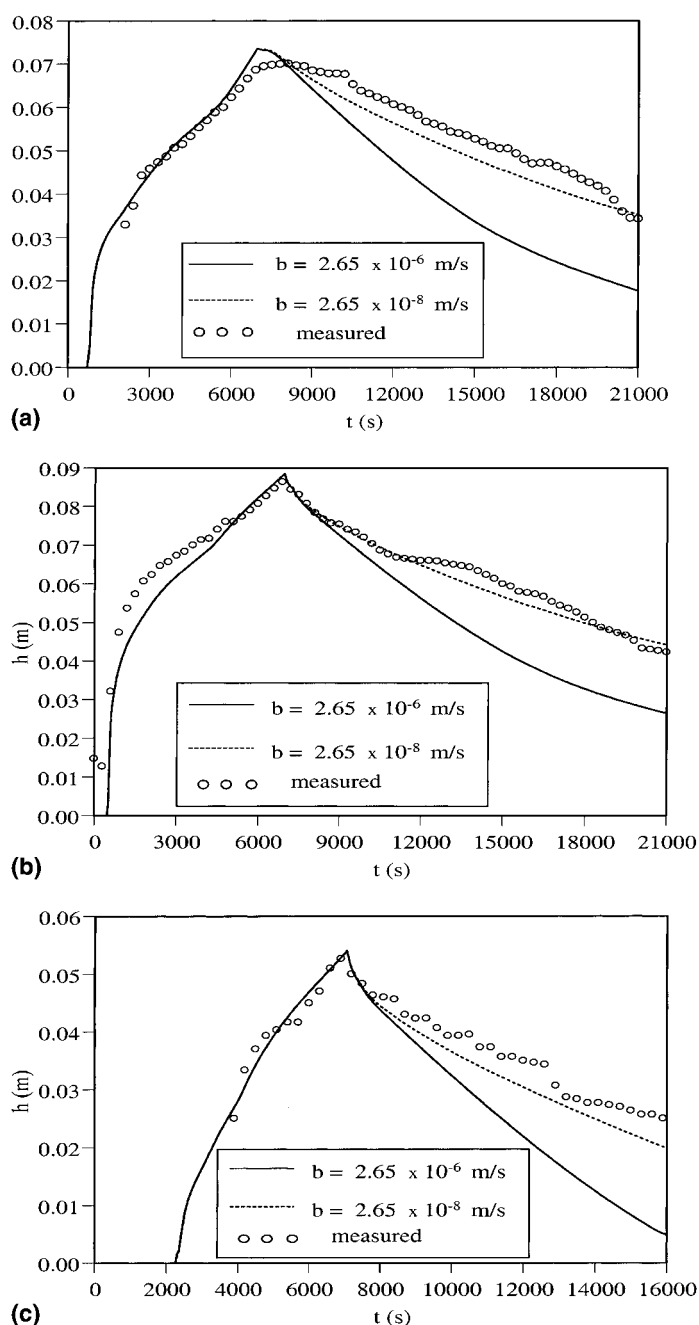 0.08
0.07
0.06
0.05
0.04
0.03
0.02
0.01
0.00
b = 2.65 x 10⁻⁶ m/s
b = 2.65 x 10⁻⁸ m/s
measured
0 3000 6000 9000 12000 15000 18000 21000
t (s)
(a)
0.09
0.08
0.07
0.06
0.05
0.04
0.03
0.02
0.01
0.00
h (m)
b = 2.65 x 10⁻⁶ m/s
b = 2.65 x 10⁻⁸ m/s
measured
0 3000 6000 9000 12000 15000 18000 21000
t (s)
(b)
0.06
0.05
0.04
0.03
0.02
0.01
0.00
h (m)
b = 2.65 x 10⁻⁶ m/s
b = 2.65 x 10⁻⁸ m/s
measured
0 2000 4000 6000 8000 10000 12000 14000 16000
t (s)
(c)